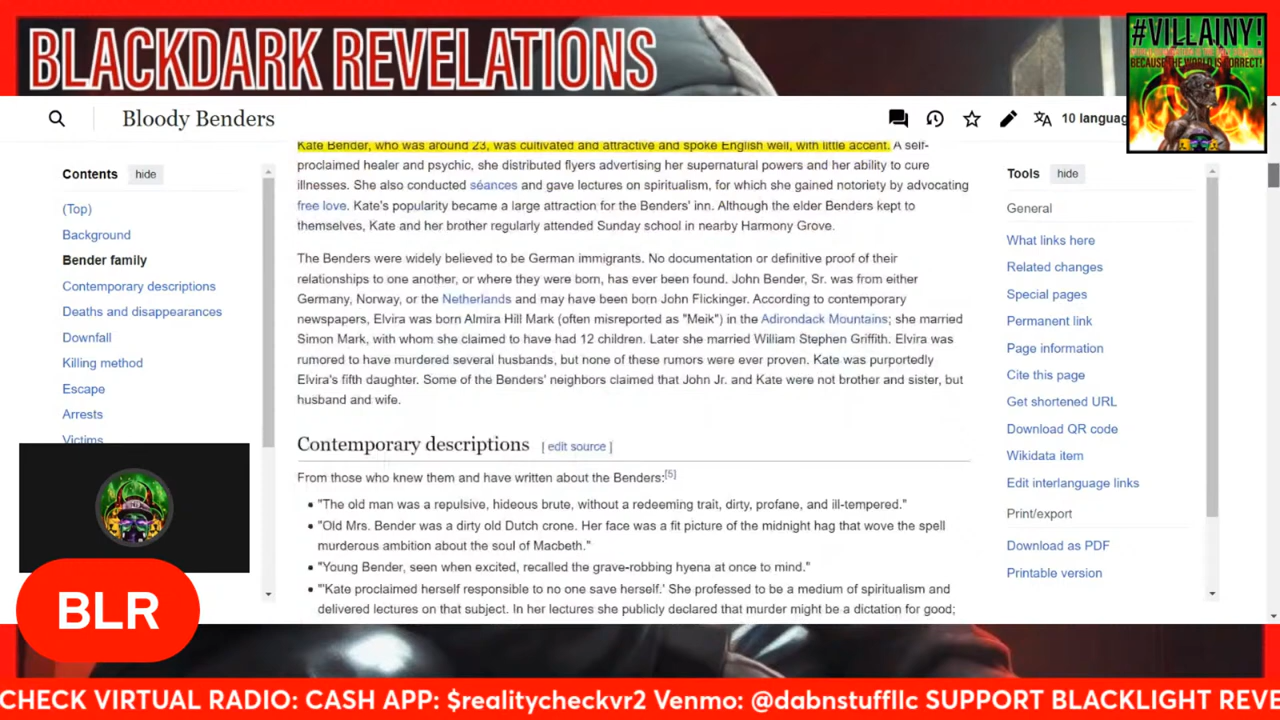 BLACKDARK REVELATIONS
#VILLAINY!
BECAUSE THE WORLD IS CORRECT!
Bloody Benders
10 languag
Contents hide
(Top)
Background
Bender family
Contemporary descriptions
Deaths and disappearances
Downfall
Killing method
Escape
Arrests
Victims
Kate Bender, who was around 23, was cultivated and attractive and spoke English well, with little accent. A self-
proclaimed healer and psychic, she distributed flyers advertising her supernatural powers and her ability to cure
illnesses. She also conducted séances and gave lectures on spiritualism, for which she gained notoriety by advocating
free love. Kate's popularity became a large attraction for the Benders' inn. Although the elder Benders kept to
themselves, Kate and her brother regularly attended Sunday school in nearby Harmony Grove.
The Benders were widely believed to be German immigrants. No documentation or definitive proof of their
relationships to one another, or where they were born, has ever been found. John Bender, Sr. was from either
Germany, Norway, or the Netherlands and may have been born John Flickinger. According to contemporary
newspapers, Elvira was born Almira Hill Mark (often misreported as "Meik") in the Adirondack Mountains; she married
Simon Mark, with whom she claimed to have had 12 children. Later she married William Stephen Griffith. Elvira was
rumored to have murdered several husbands, but none of these rumors were ever proven. Kate was purportedly
Elvira's fifth daughter. Some of the Benders' neighbors claimed that John Jr. and Kate were not brother and sister, but
husband and wife.
Contemporary descriptions [ edit source ]
From those who knew them and have written about the Benders:[5]
• "The old man was a repulsive, hideous brute, without a redeeming trait, dirty, profane, and ill-tempered."
• "Old Mrs. Bender was a dirty old Dutch crone. Her face was a fit picture of the midnight hag that wove the spell
murderous ambition about the soul of Macbeth."
• "Young Bender, seen when excited, recalled the grave-robbing hyena at once to mind."
• "'Kate proclaimed herself responsible to no one save herself.' She professed to be a medium of spiritualism and
delivered lectures on that subject. In her lectures she publicly declared that murder might be a dictation for good;
Tools hide
General
What links here
Related changes
Special pages
Permanent link
Page information
Cite this page
Get shortened URL
Download QR code
Wikidata item
Edit interlanguage links
Print/export
Download as PDF
Printable version
BLR
CHECK VIRTUAL RADIO: CASH APP: $realitycheckvr2 Venmo: @dabnstuffllc SUPPORT BLACKLIGHT REVE